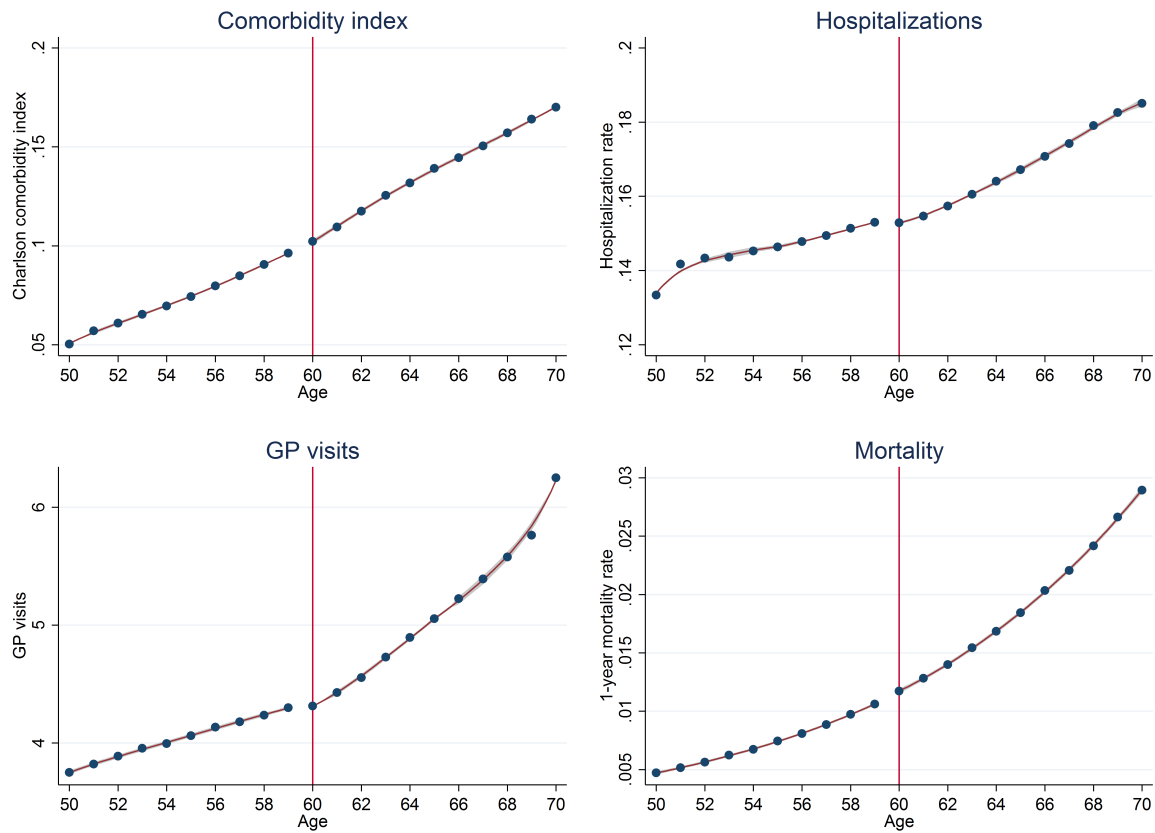 Comorbidity index
Charlson comorbidity index
.2
.15
.1
.05
50 52 54 56 58 60 62 64 66 68 70
Age
Hospitalizations
Hospitalization rate
.2
.18
.16
.14
.12
50 52 54 56 58 60 62 64 66 68 70
Age
GP visits
GP visits
6
5
4
50 52 54 56 58 60 62 64 66 68 70
Age
Mortality
1-year mortality rate
.03
.025
.02
.015
.01
.005
50 52 54 56 58 60 62 64 66 68 70
Age